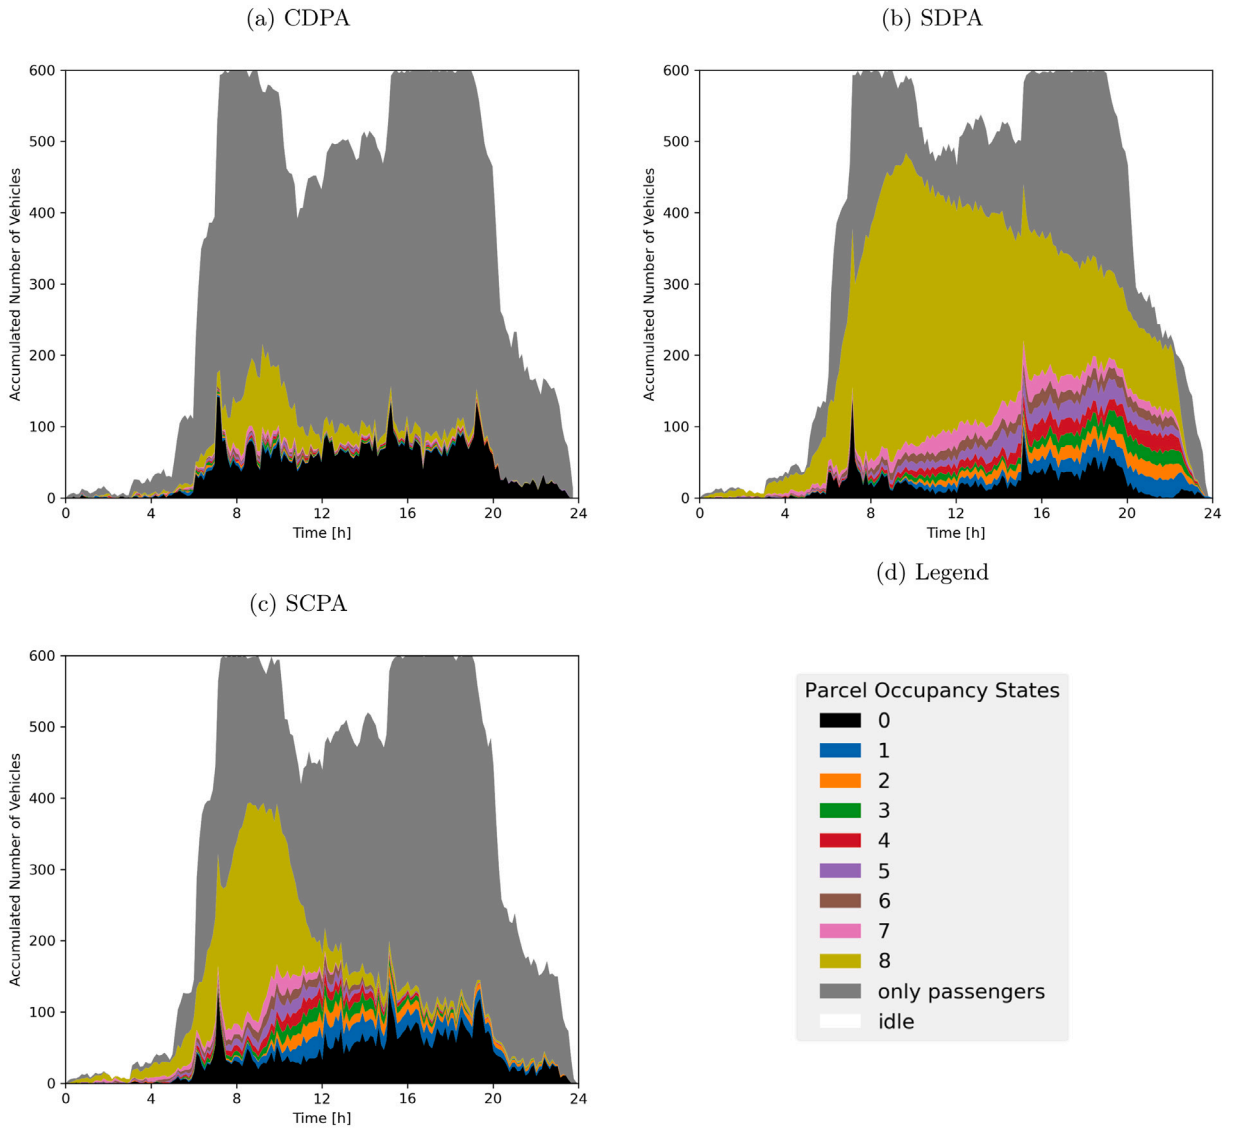 (a) CDPA
600
500
400
300
200
100
0
Accumulated Number of Vehicles
0 4 8 12 16 20 24
Time [h]
(b) SDPA
600
500
400
300
200
100
0
Accumulated Number of Vehicles
0 4 8 12 16 20 24
Time [h]
(c) SCPA
600
500
400
300
200
100
0
Accumulated Number of Vehicles
0 4 8 12 16 20 24
Time [h]
(d) Legend
Parcel Occupancy States
0
1
2
3
4
5
6
7
8
only passengers
idle